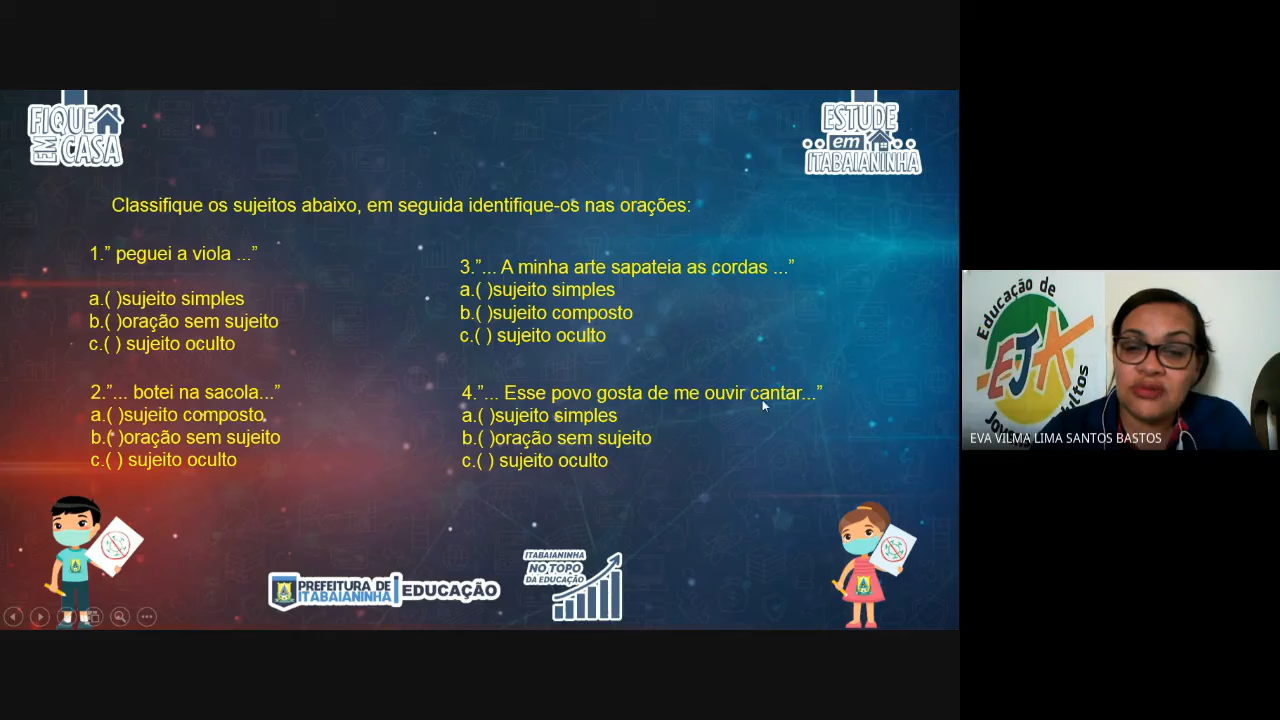 FIQUE
EM CASA
ESTUDE
em
ITABAIANINHA
Classifique os sujeitos abaixo, em seguida identifique-os nas orações:
1.” peguei a viola ...”
a.( )sujeito simples
b.( )oração sem sujeito
c.( ) sujeito oculto
2.”... botei na sacola...”
a.( )sujeito composto
b.( )oração sem sujeito
c.( ) sujeito oculto
3.”... A minha arte sapateia as cordas ...”
a.( )sujeito simples
b.( )sujeito composto
c.( ) sujeito oculto
4.”... Esse povo gosta de me ouvir cantar...”
a.( )sujeito simples
b.( )oração sem sujeito
c.( ) sujeito oculto
PREFEITURA DE
ITABAIANINHA
EDUCAÇÃO
ITABAIANINHA
NO TOPO
DA EDUCAÇÃO
Educação de
EJA
EVA VILMA LIMA SANTOS BASTOS